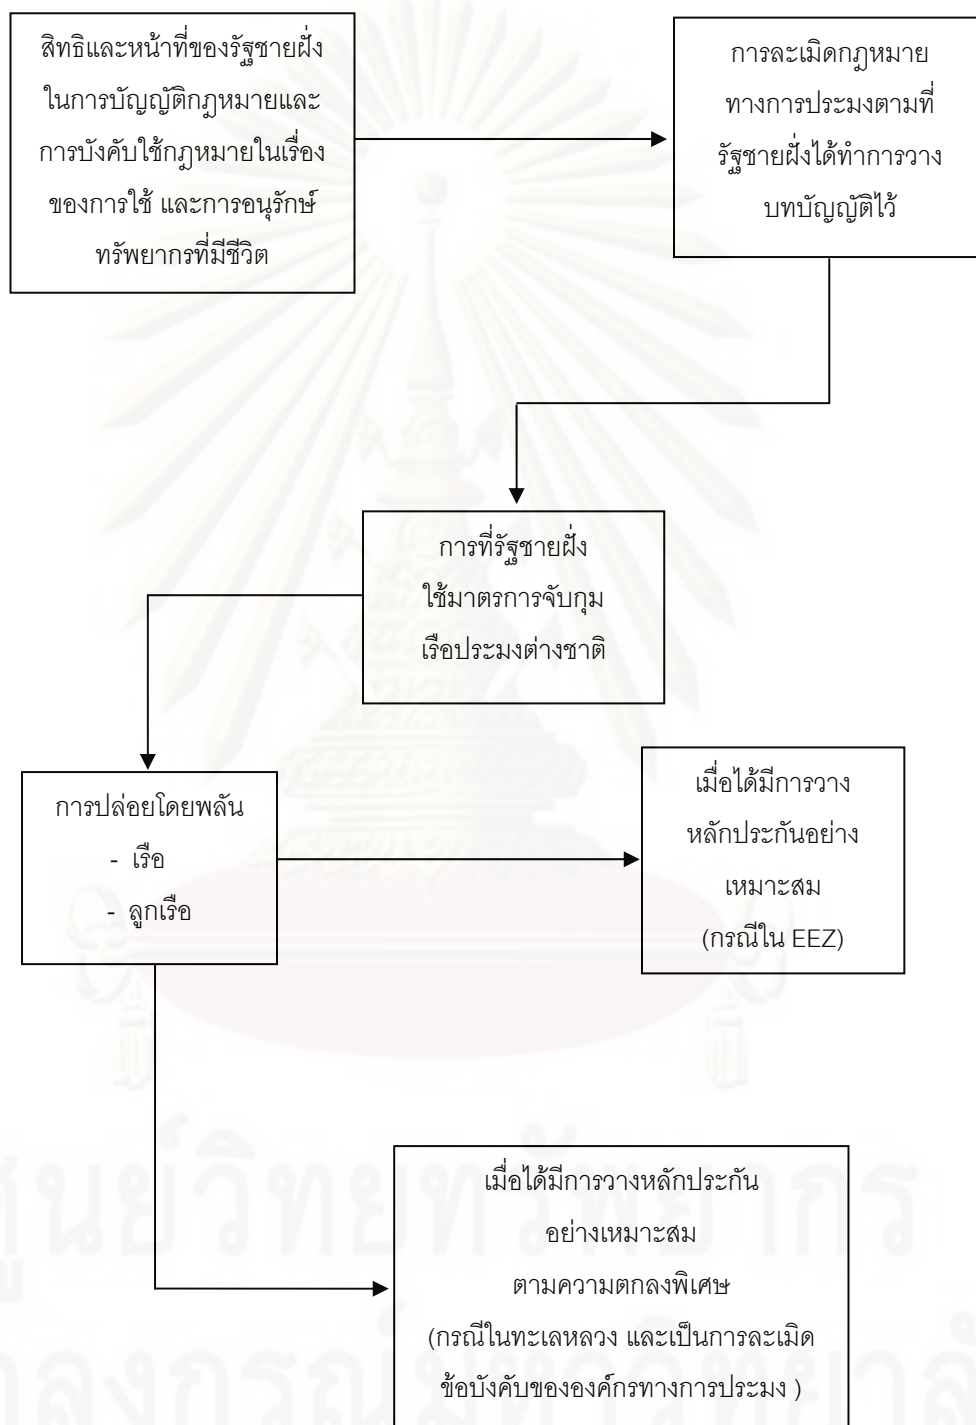 สิทธิและหน้าที่ของรัฐชายฝั่ง
ในการบัญญัติกฎหมายและ
การบังคับใช้กฎหมายในเรื่อง
ของการใช้ และการอนุรักษ์
ทรัพยากรที่มีชีวิต
การละเมิดกฎหมาย
ทางการประมงตามที่
รัฐชายฝั่งได้ทำการวาง
บทบัญญัติไว้
การที่รัฐชายฝั่ง
ใช้มาตรการจับกุม
เรือประมงต่างชาติ
การปล่อยโดยพลัน
- เรือ
- ลูกเรือ
เมื่อได้มีการวาง
หลักประกันอย่าง
เหมาะสม
(กรณีใน EEZ)
เมื่อได้มีการวางหลักประกัน
อย่างเหมาะสม
ตามความตกลงพิเศษ
(กรณีในทะเลหลวง และเป็นการละเมิด
ข้อบังคับขององค์กรทางการประมง )
ศูนย์วิทยทรัพยากร